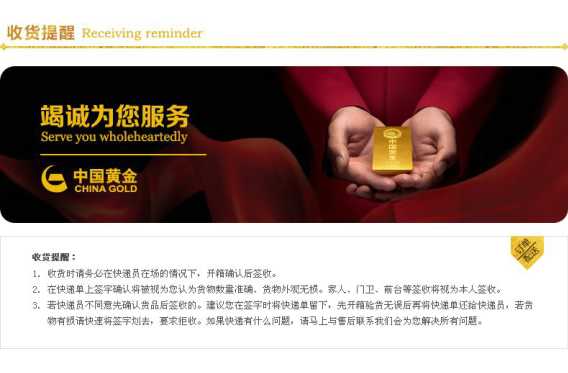 收货提醒 Receiving reminder
竭诚为您服务
Serve you wholeheartedly
中国黄金
CHINA GOLD
中国黄金
订单
配送
收货提醒：
1. 收货时请务必在快递员在场的情况下，开箱确认后签收。
2. 在快递单上签字确认将被视为您认为货物数量准确、货物外观无损。家人、门卫、前台等签收将视为本人签收。
3. 若快递员不同意先确认货品后签收的。建议您在签字时将快递单留下，先开箱验货无误后再将快递单还给快递员，若货
物有损请快速将签字划去，要求拒收。如果快递有什么问题，请马上与售后联系我们会为您解决所有问题。